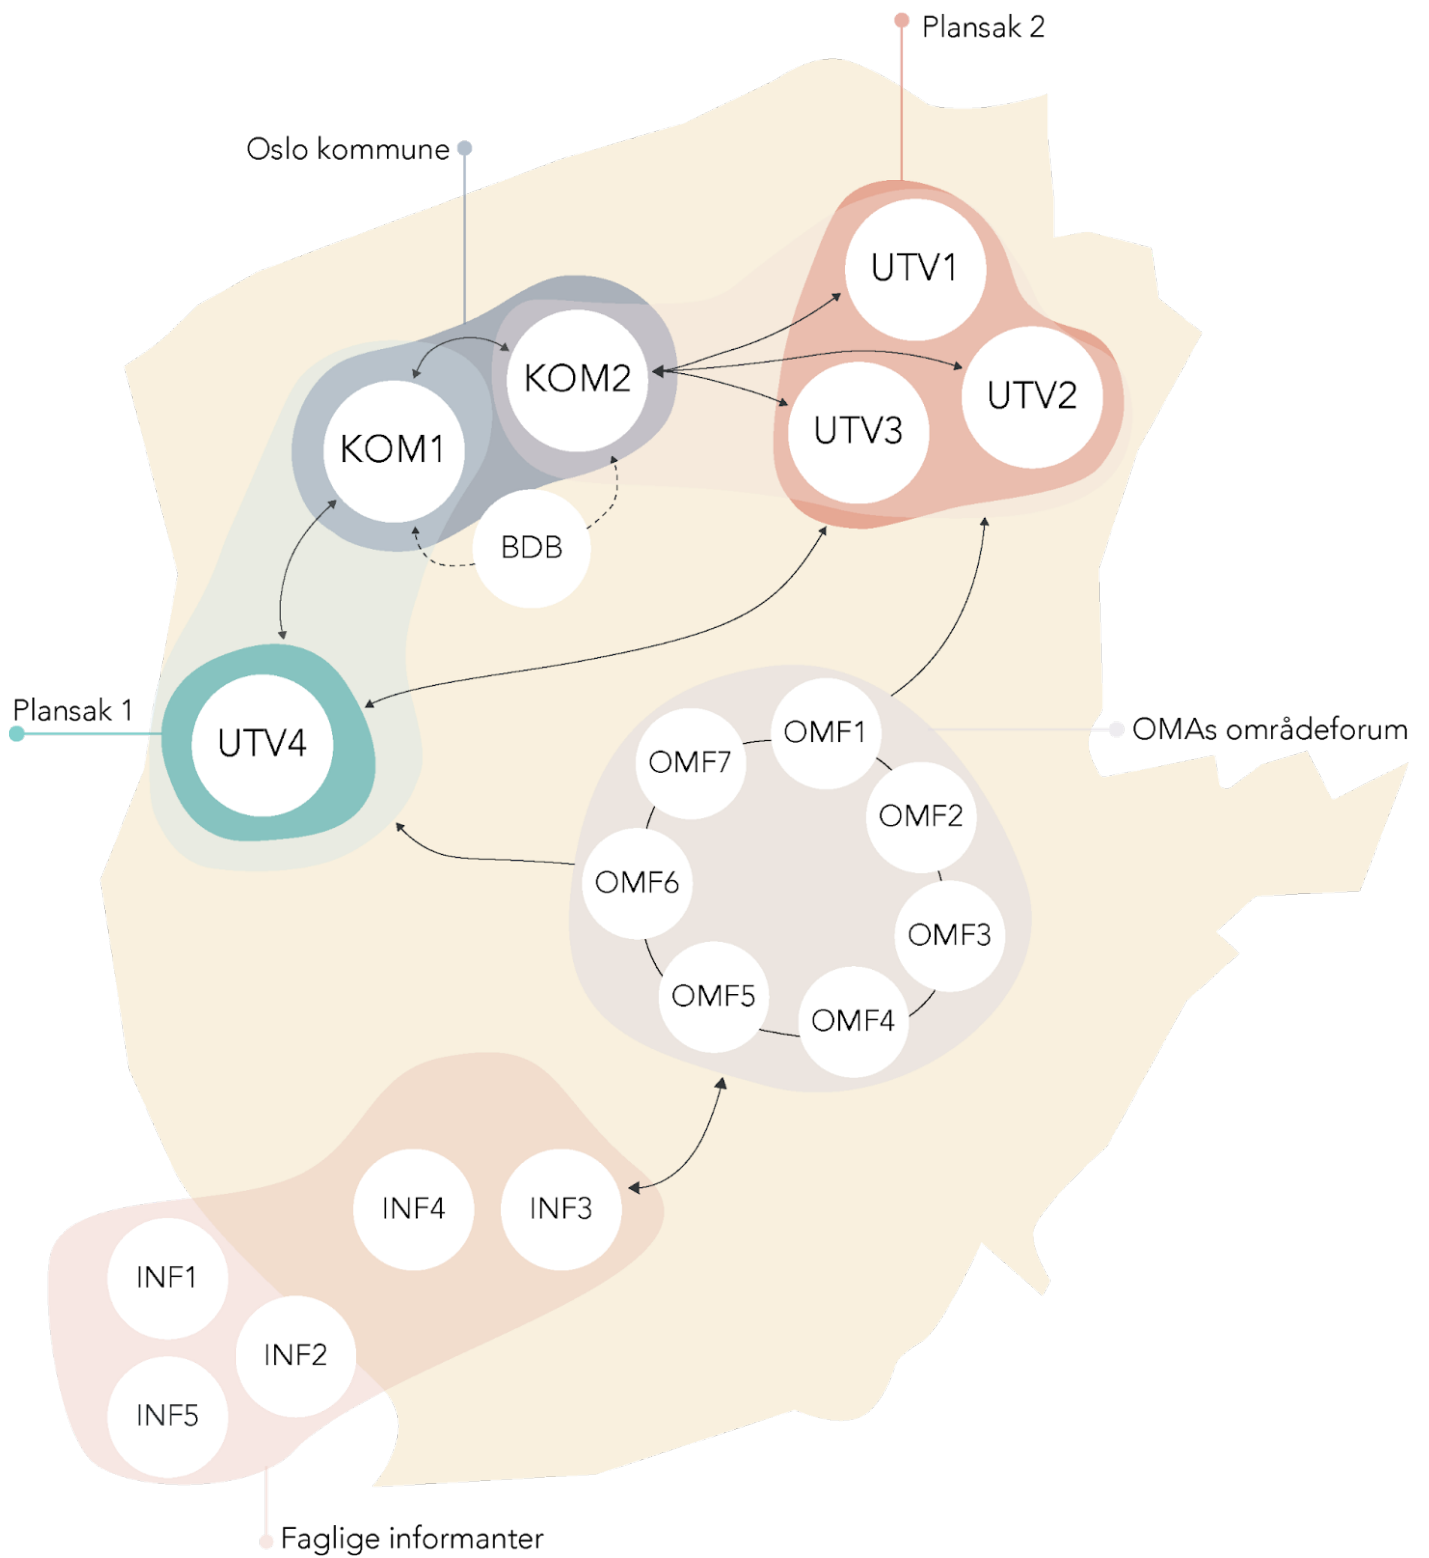 Plansak 2
Oslo kommune
UTV1
KOM2
UTV2
UTV3
KOM1
BDB
Plansak 1
UTV4
OMF1
OMAs områdeforum
OMF7
OMF2
OMF6
OMF3
OMF5
OMF4
INF4
INF3
INF1
INF2
INF5
Faglige informanter